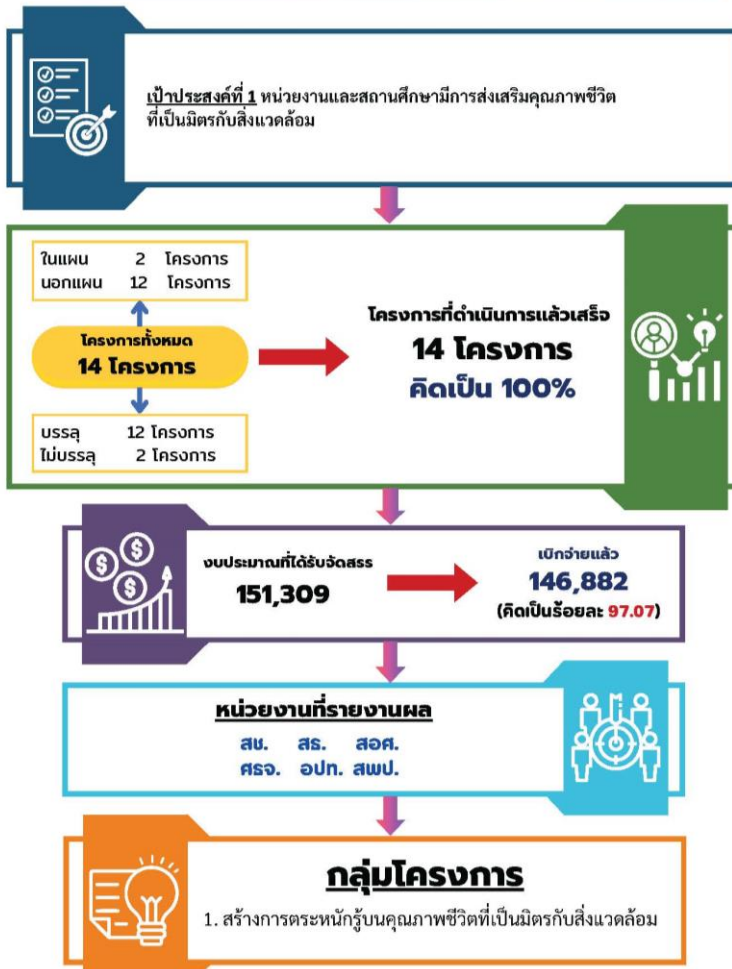 เป้าประสงค์ที่ 1 หน่วยงานและสถานศึกษามีการส่งเสริมคุณภาพชีวิต
ที่เป็นมิตรกับสิ่งแวดล้อม
ในแผน 2 โครงการ
นอกแผน 12 โครงการ
โครงการทั้งหมด
14 โครงการ
บรรลุ 12 โครงการ
ไม่บรรลุ 2 โครงการ
โครงการที่ดำเนินการแล้วเสร็จ
14 โครงการ
คิดเป็น 100%
งบประมาณที่ได้รับจัดสรร
151,309
เบิกจ่ายแล้ว
146,882
(คิดเป็นร้อยละ 97.07)
หน่วยงานที่รายงานผล
สช. สธ. สอศ.
ศธจ. อปท. สพป.
กลุ่มโครงการ
1. สร้างการตระหนักรู้บนคุณภาพชีวิตที่เป็นมิตรกับสิ่งแวดล้อม